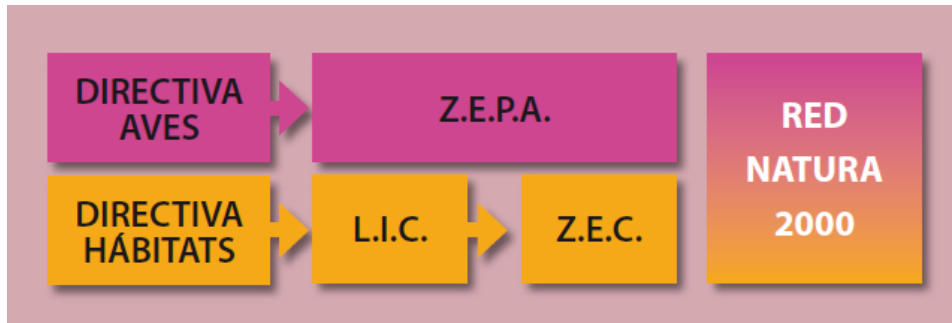 DIRECTIVA
AVES
Z.E.P.A.
DIRECTIVA
HÁBITATS
L.I.C.
Z.E.C.
RED
NATURA
2000